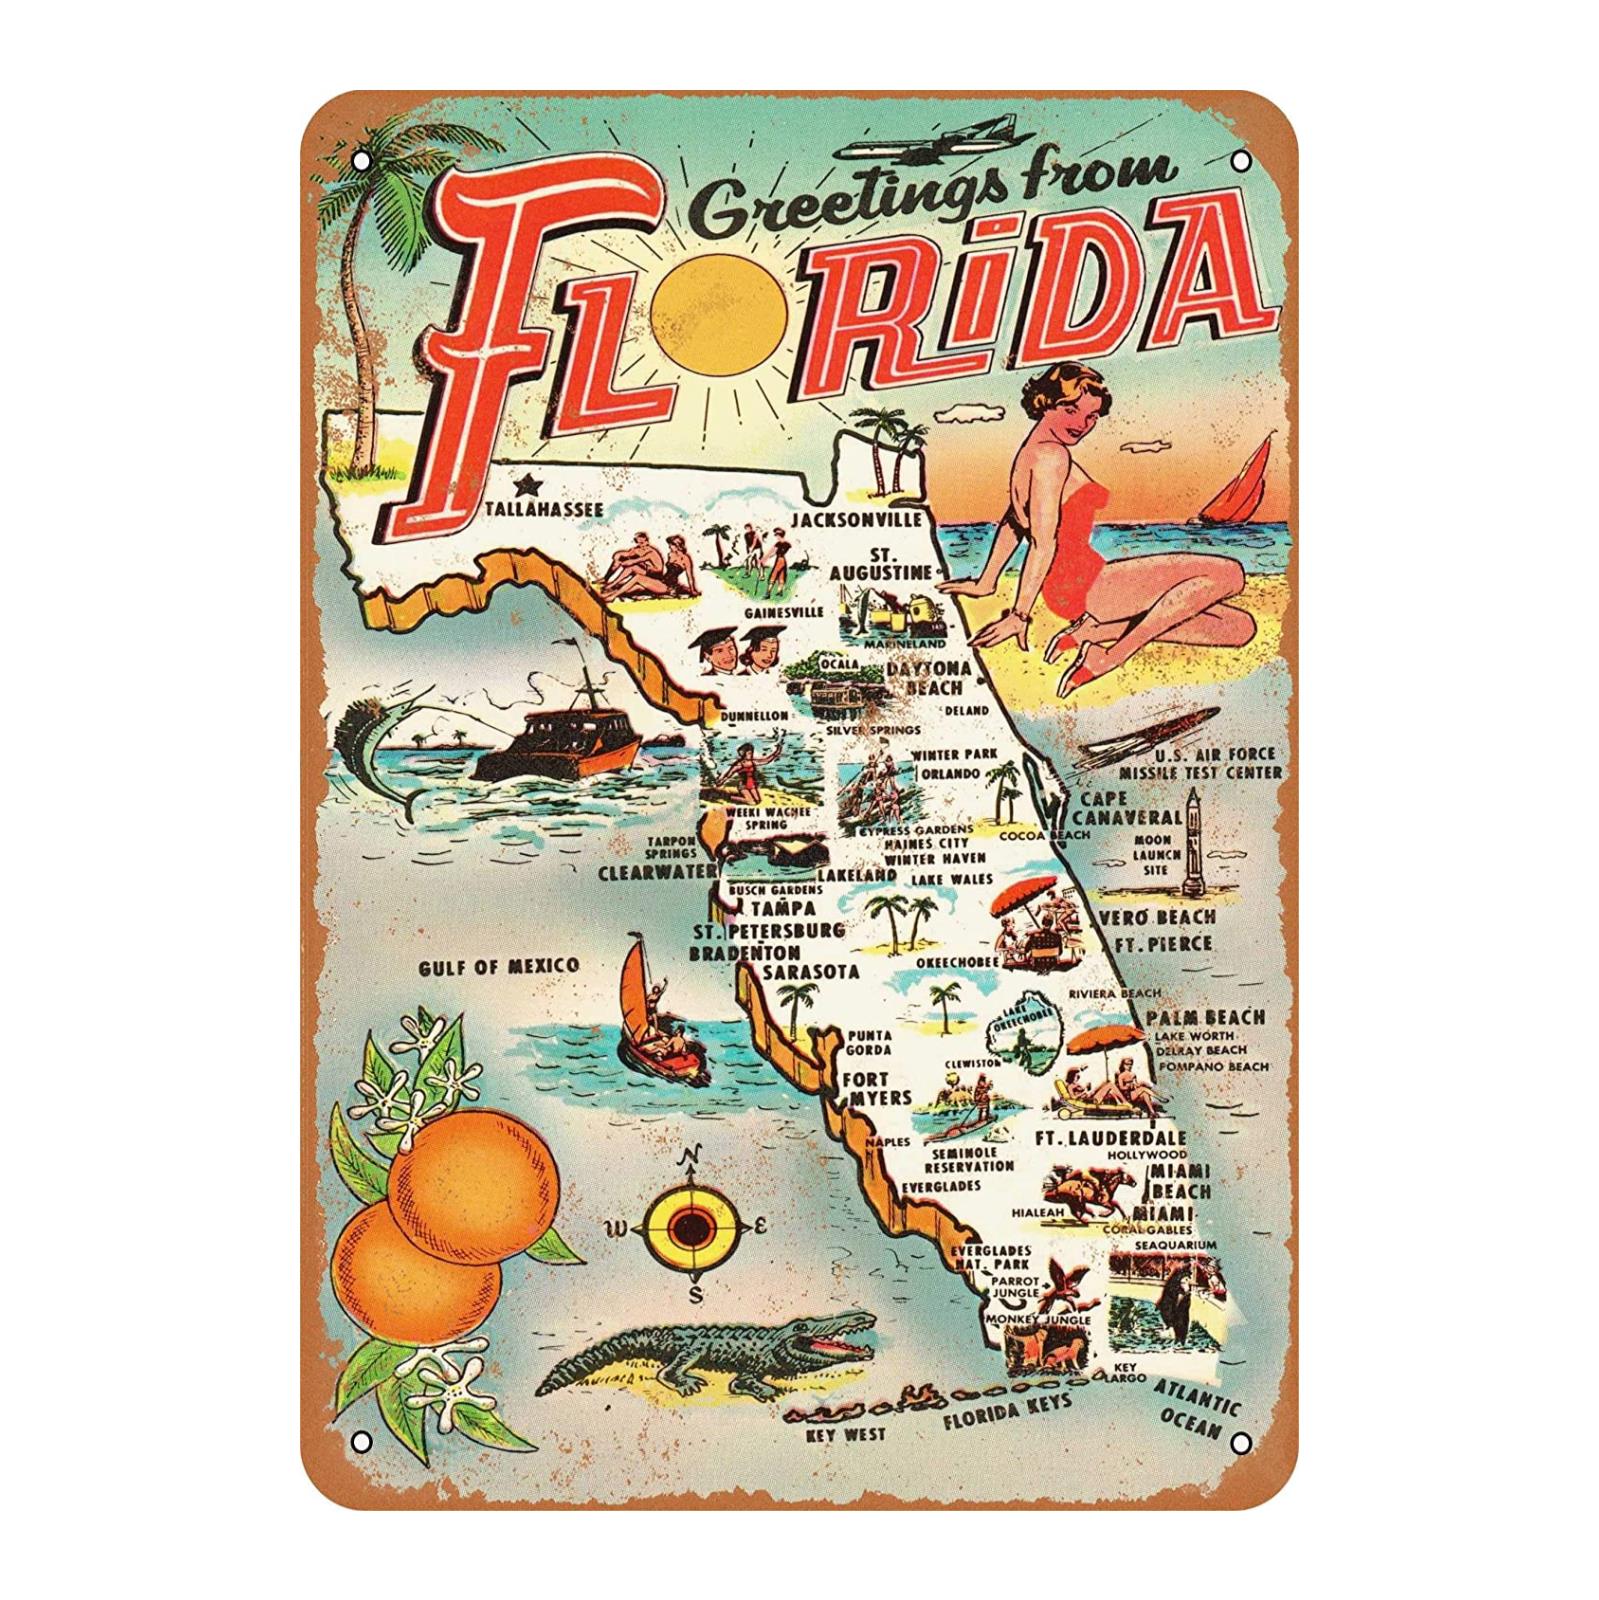 Greetings from
FLORIDA
TALLAHASSEE
JACKSONVILLE
ST.
AUGUSTINE
GAINESVILLE
MARINELAND
OCALA
DAYTONA
BEACH
DELAND
DUNNELLON
SILVER SPRINGS
WINTER PARK
ORLANDO
U.S. AIR FORCE
MISSILE TEST CENTER
CAPE
CANAVERAL
WEEKI WACHEE
SPRING
CYPRESS GARDENS
COCOA BEACH
HAINES CITY
WINTER HAVEN
MOON
LAUNCH
SITE
TARPON
SPRINGS
CLEARWATER
LAKELAND
LAKE WALES
BUSCH GARDENS
TAMPA
ST. PETERSBURG
BRADENTON
SARASOTA
VERO BEACH
FT. PIERCE
GULF OF MEXICO
OKEECHOBEE
RIVIERA BEACH
LAKE
OKEECHOBEE
PALM BEACH
LAKE WORTH
DELRAY BEACH
POMPANO BEACH
PUNTA
GORDA
CLEWISTON
FORT
MYERS
NAPLES
SEMINOLE
RESERVATION
EVERGLADES
FT. LAUDERDALE
HOLLYWOOD
MIAMI
BEACH
HIALEAH
MIAMI
CORAL GABLES
SEAQUARIUM
N
W
E
S
EVERGLADES
NAT. PARK
PARROT
JUNGLE
MONKEY JUNGLE
KEY
LARGO
FLORIDA KEYS
KEY WEST
ATLANTIC
OCEAN